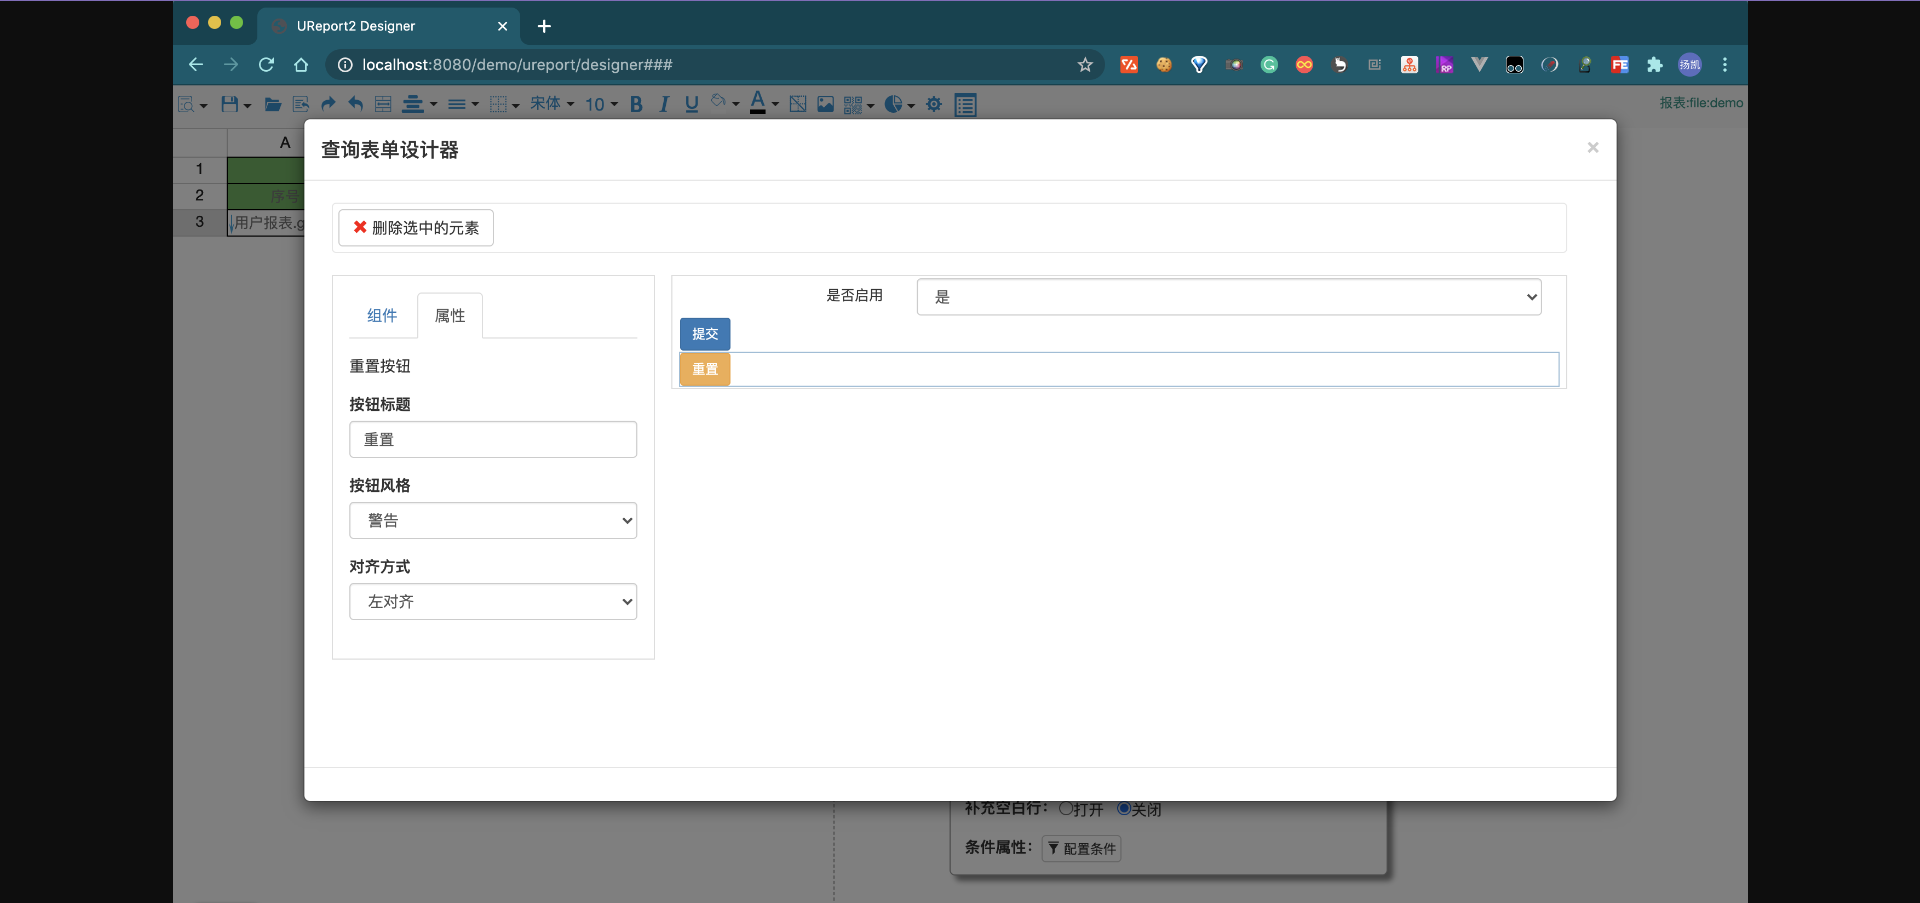 UReport2 Designer
localhost:8080/demo/ureport/designer###
RP
FE
扬凯
宋体
10
B
I
U
A
报表:file:demo
A
1
2
序号
3
用户报表.g
查询表单设计器
×
删除选中的元素
组件
属性
重置按钮
按钮标题
重置
按钮风格
警告
对齐方式
左对齐
是否启用
是
提交
重置
补充空白行：
打开
关闭
条件属性：
配置条件